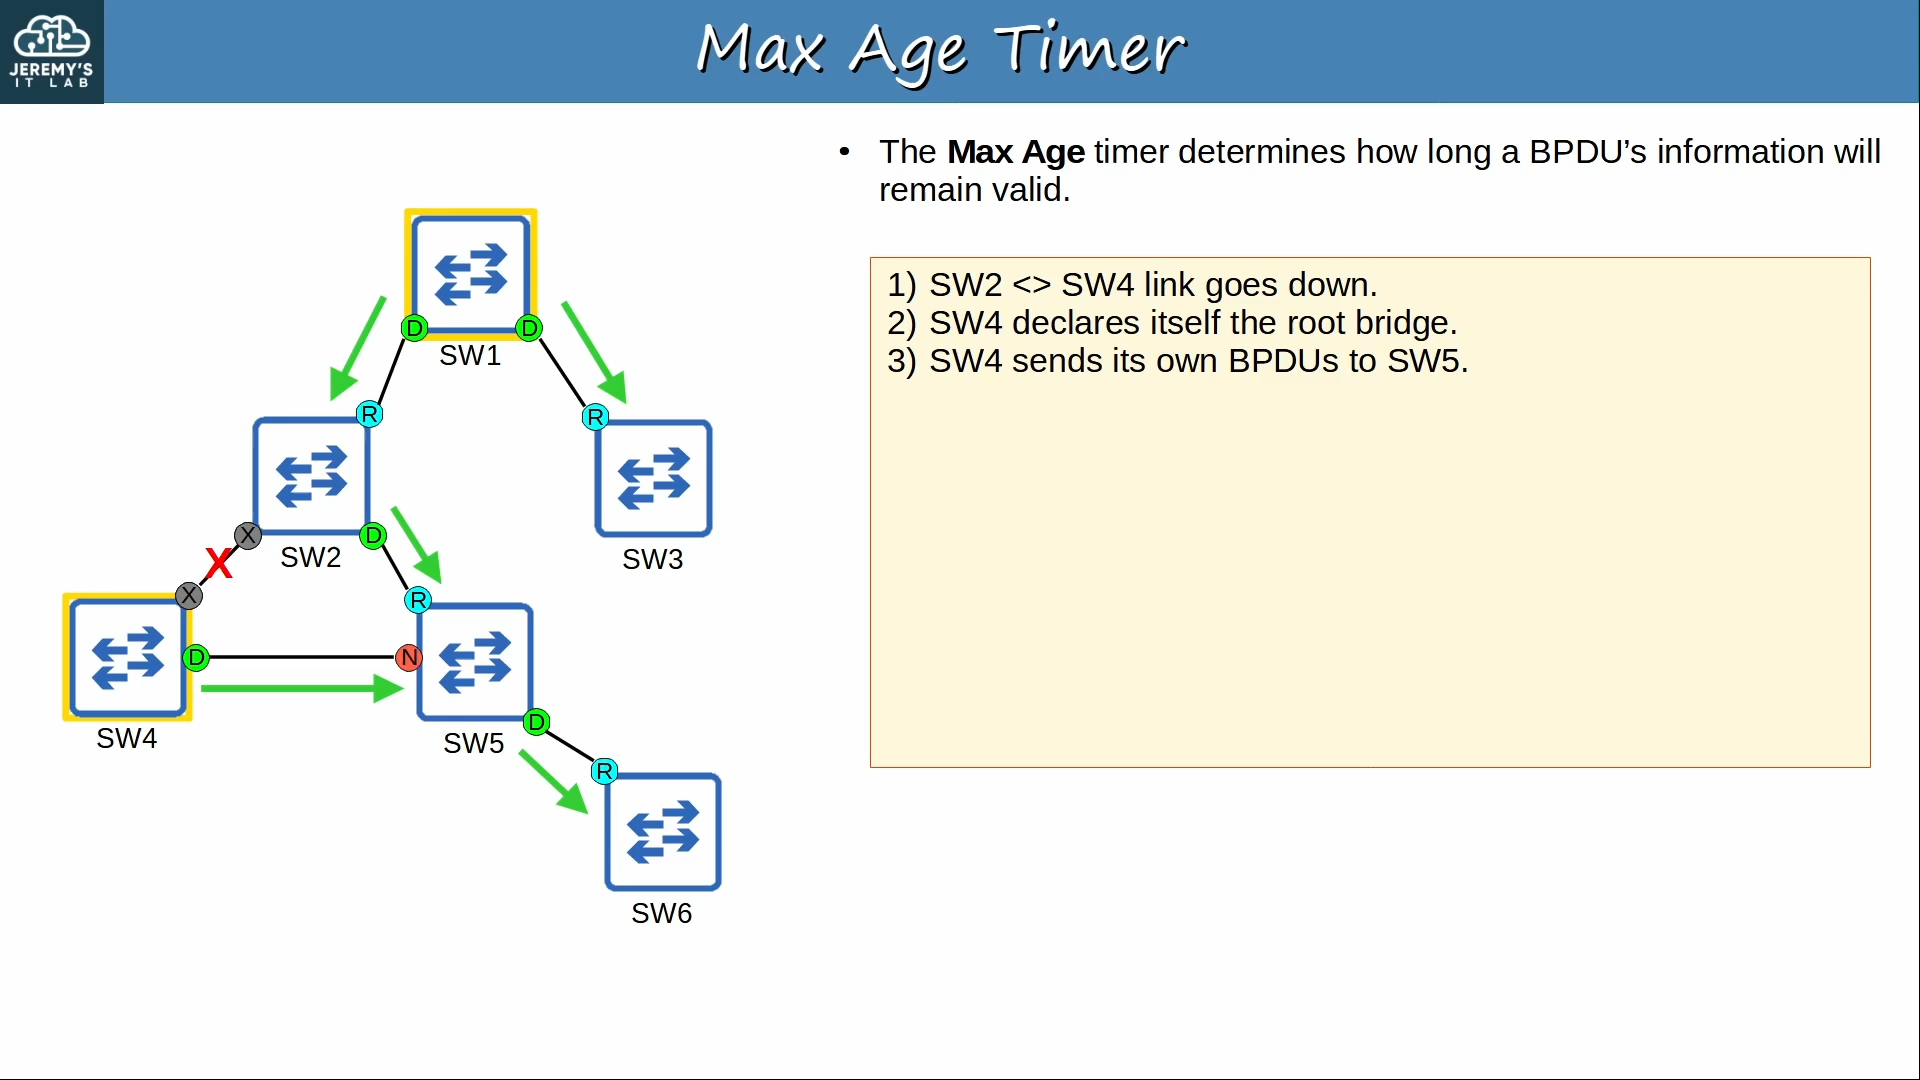 JEREMY'S
IT LAB
Max Age Timer
• The Max Age timer determines how long a BPDU’s information will
remain valid.
1) SW2 <> SW4 link goes down.
2) SW4 declares itself the root bridge.
3) SW4 sends its own BPDUs to SW5.
D D
SW1
R R
X D
SW2 SW3
X
X R
D N
SW4 SW5
D
R
SW6